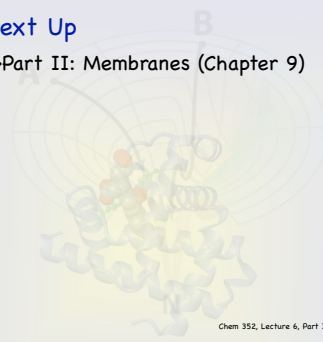 ext Up
Part II: Membranes (Chapter 9)
B
A
N
Chem 352, Lecture 6, Part